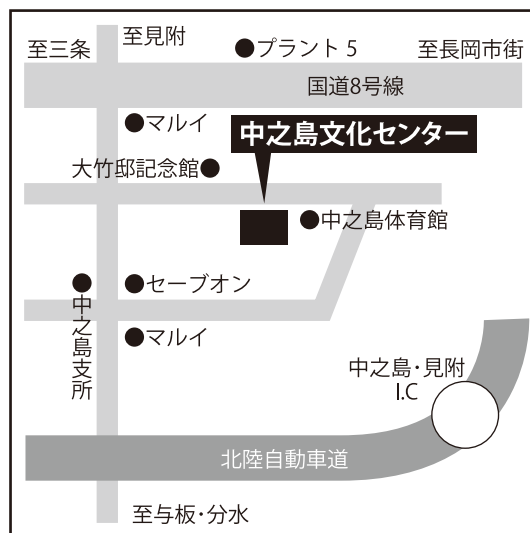 至見附
至三条
●プラント5
至長岡市街
国道8号線
●マルイ
中之島文化センター
大竹邸記念館●
●中之島体育館
●セーブオン
●中之島支所
●マルイ
中之島・見附
I.C
北陸自動車道
至与板・分水